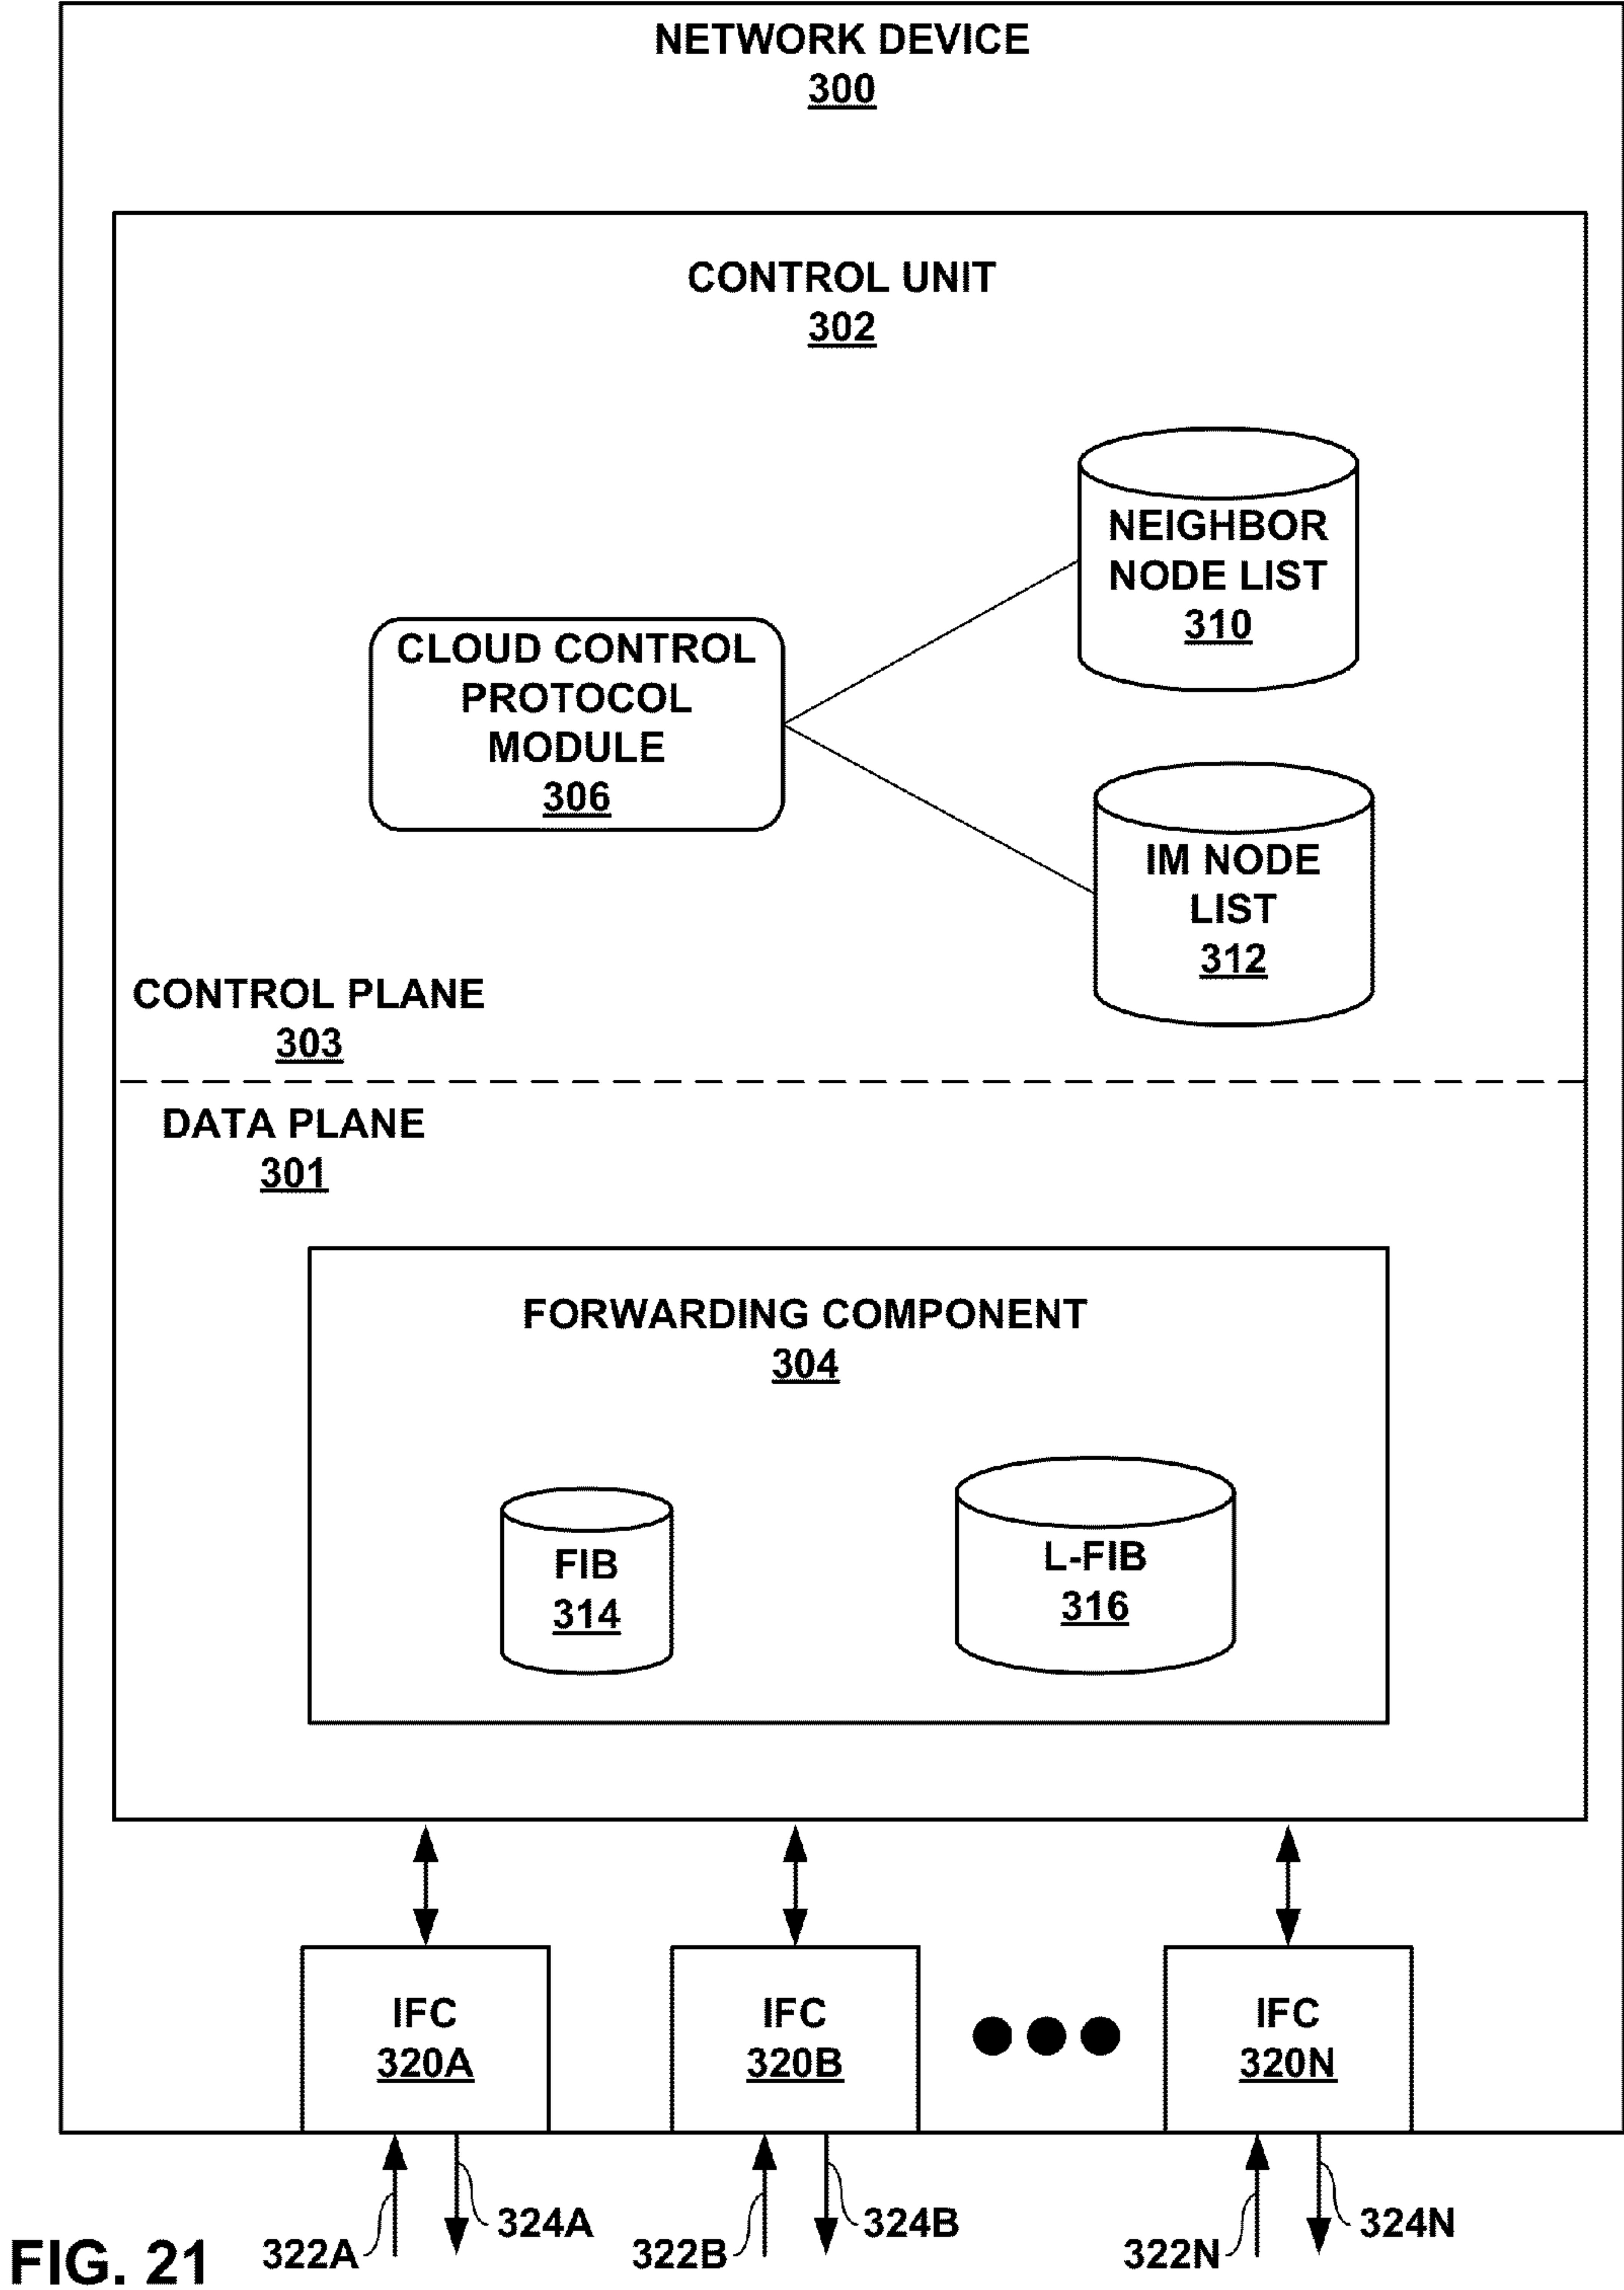 NETWORK DEVICE
300
CONTROL UNIT
302
NEIGHBOR
NODE LIST
310
CLOUD CONTROL
PROTOCOL
MODULE
306
IM NODE
LIST
312
CONTROL PLANE
303
DATA PLANE
301
FORWARDING COMPONENT
304
FIB
314
L-FIB
316
IFC
320A
IFC
320B
IFC
320N
322A
324A
322B
324B
322N
324N
FIG. 21